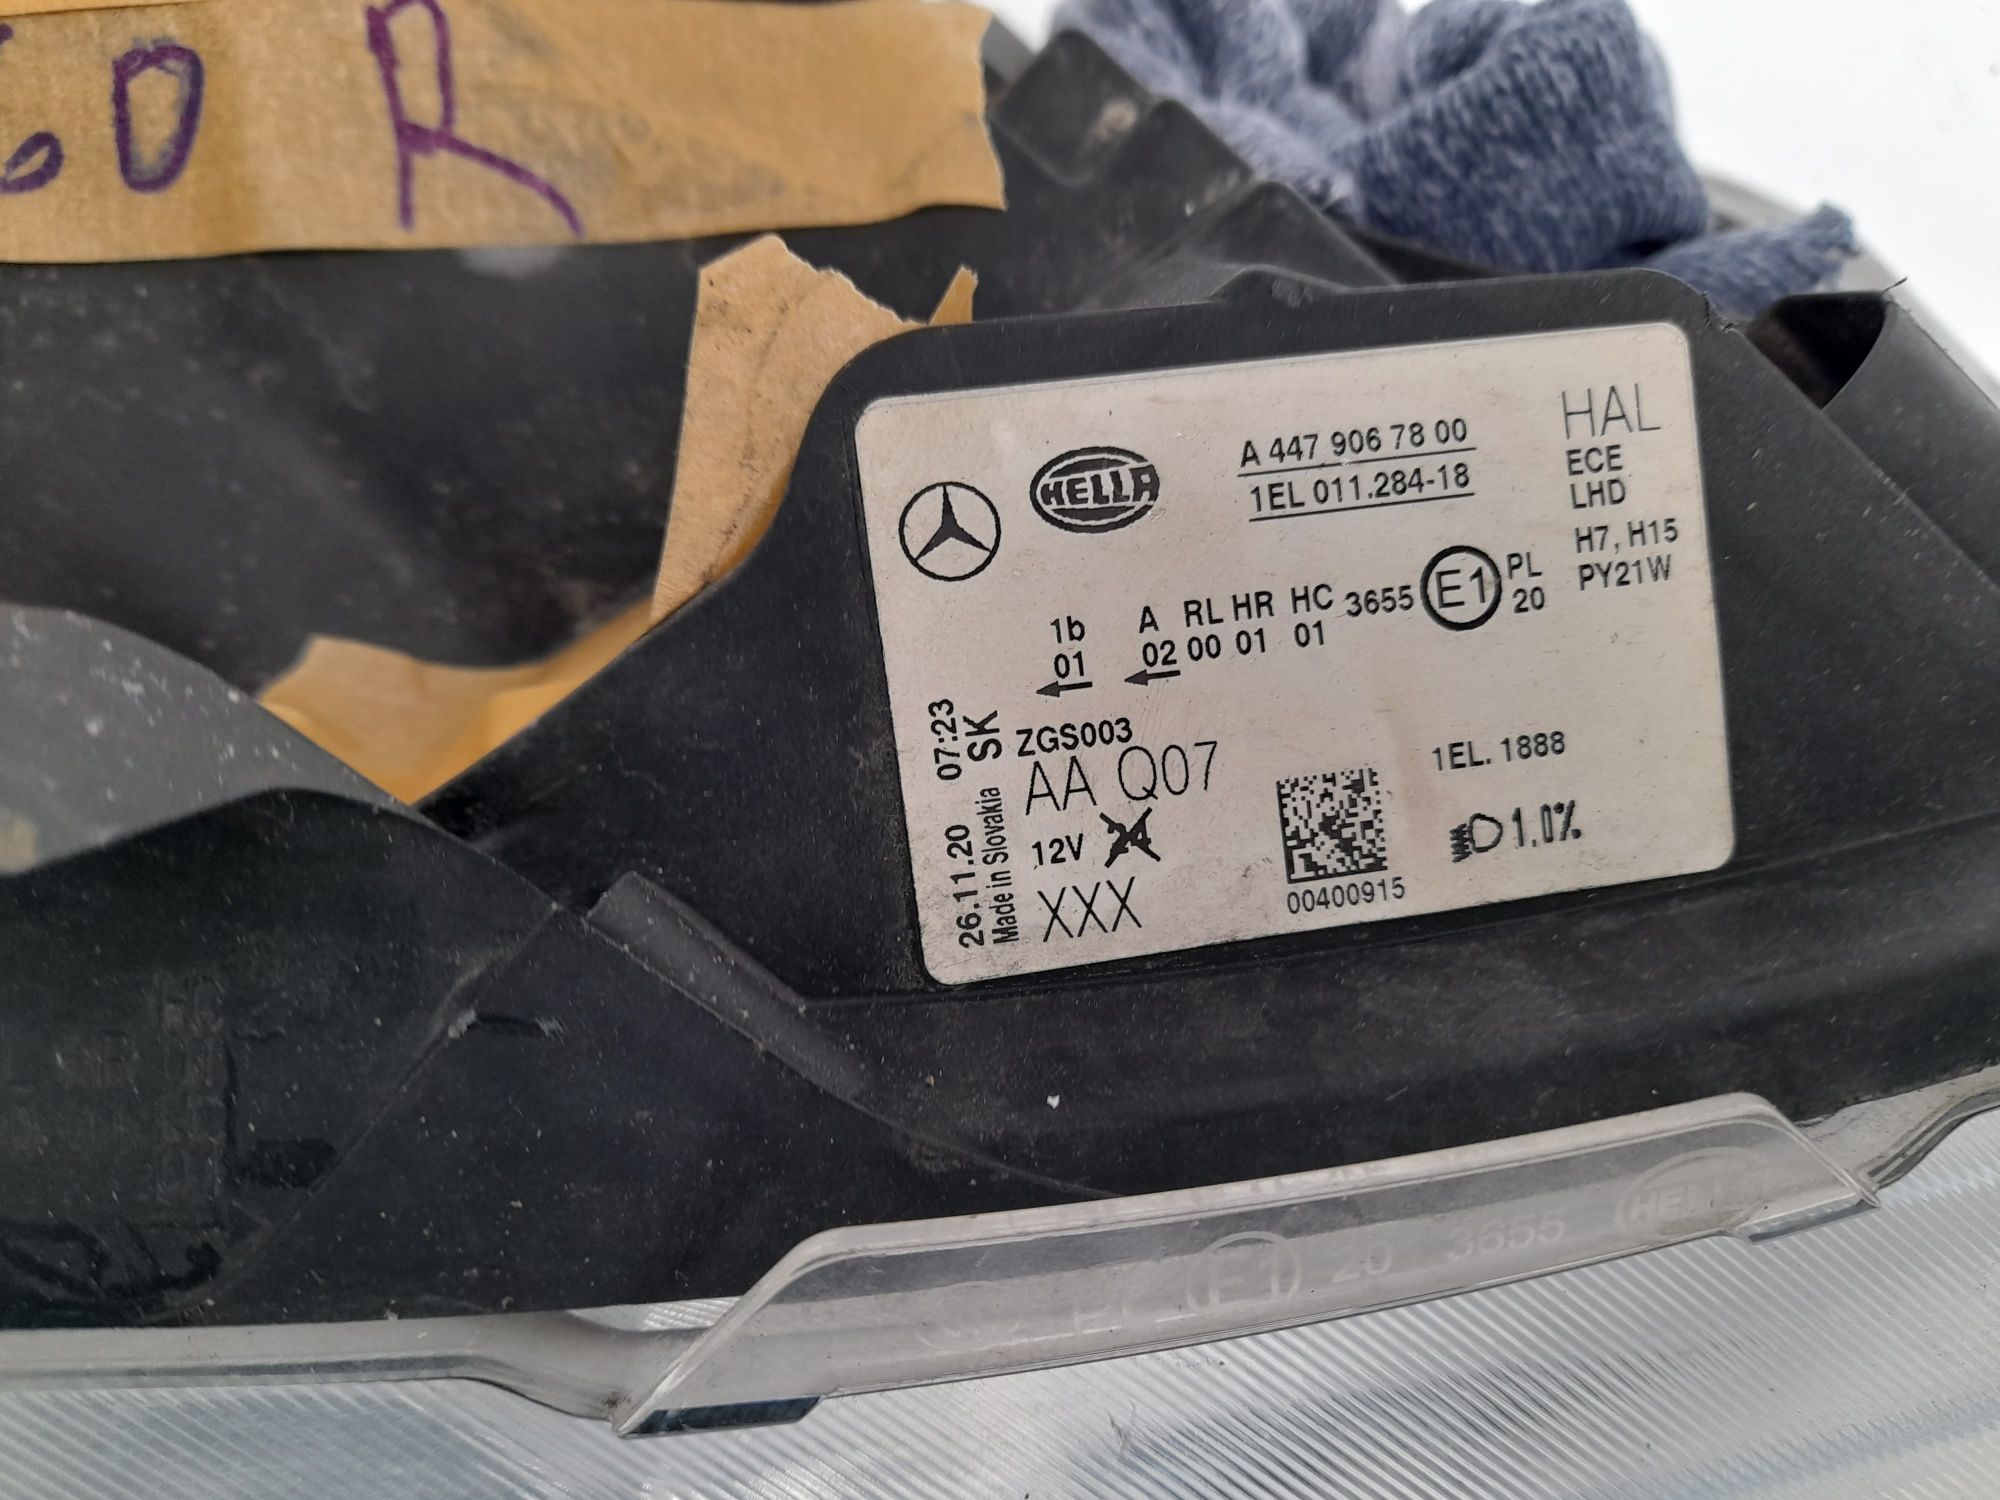 60 R
HELLA
A 447 906 78 00
1EL 011.284-18
HAL
ECE
LHD
H7, H15
PY21W
1b A RL HR HC 3655 E1 PL
01 02 00 01 01 20
ZGS003
AA Q07
12V 24
XXX
26.11.20 07:23
Made in Slovakia SK
1EL. 1888
1.0%
00400915
E1 20 3655 HELLA